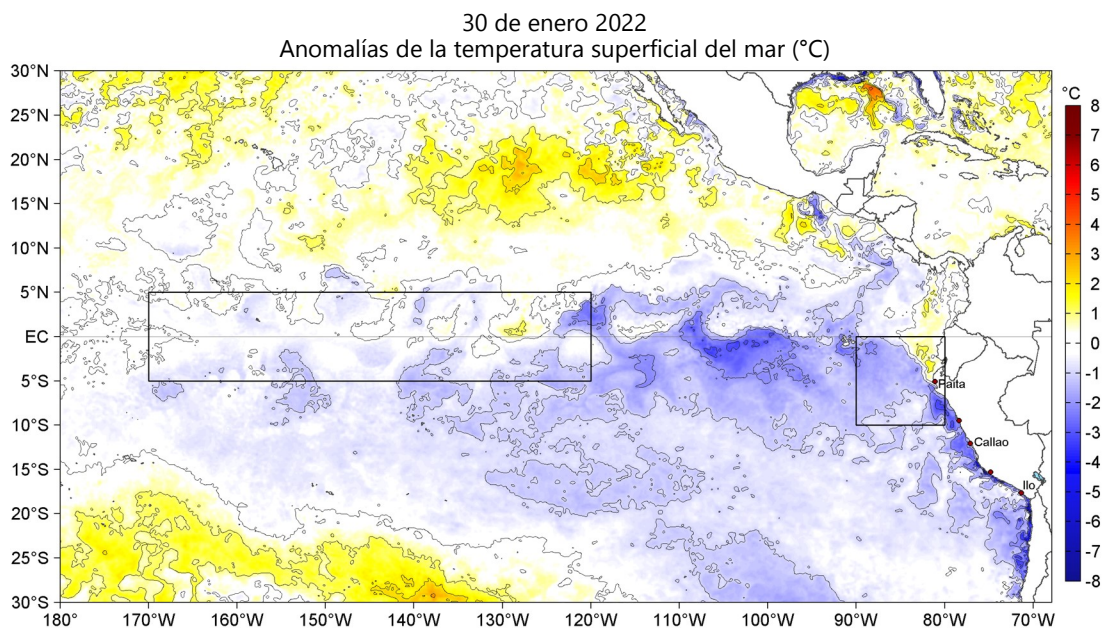 30 de enero 2022
Anomalías de la temperatura superficial del mar (°C)
30°N
25°N
20°N
15°N
10°N
5°N
EC
5°S
10°S
15°S
20°S
25°S
30°S
180
170°W
160°W
150°W
140°W
130°W
120°W
110°W
100°W
90°W
80°W
70°W
Paita
Callao
Ilo
°C
8
7
6
5
4
3
2
1
0
-1
-2
-3
-4
-5
-6
-7
-8